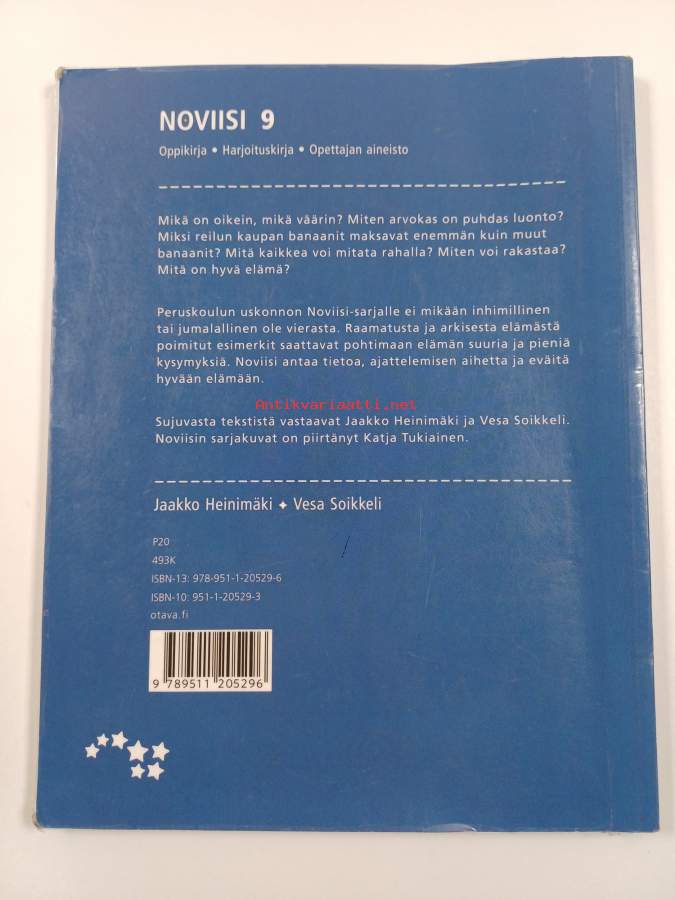 NOVIISI 9
Oppikirja • Harjoituskirja • Opettajan aineisto
Mikä on oikein, mikä väärin? Miten arvokas on puhdas luonto?
Miksi reilun kaupan banaanit maksavat enemmän kuin muut
banaanit? Mitä kaikkea voi mitata rahalla? Miten voi rakastaa?
Mitä on hyvä elämä?
Peruskoulun uskonnon Noviisi-sarjalle ei mikään inhimillinen
tai jumalallinen ole vierasta. Raamatusta ja arkisesta elämästä
poimitut esimerkit saattavat pohtimaan elämän suuria ja pieniä
kysymyksiä. Noviisi antaa tietoa, ajattelemisen aihetta ja eväitä
hyvään elämään.
Antikvariaatti.net
Sujuvasta tekstistä vastaavat Jaakko Heinimäki ja Vesa Soikkeli.
Noviisin sarjakuvat on piirtänyt Katja Tukiainen.
Jaakko Heinimäki ✦ Vesa Soikkeli
P20
493K
ISBN-13: 978-951-1-20529-6
ISBN-10: 951-1-20529-3
otava.fi
9 789511 205296